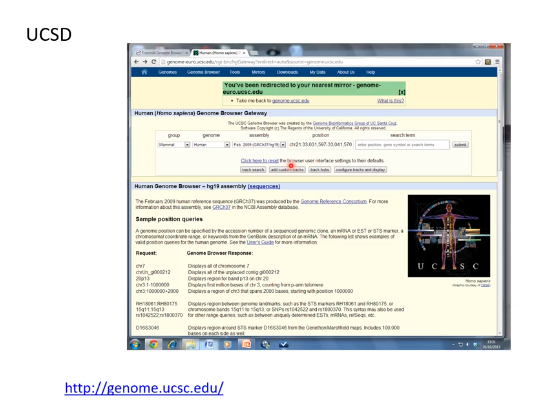 UCSD
Human (Homo sapiens) G
genome-euro.ucsc.edu/cgi-bin/hgGateway?redirect=auto&source=genome.ucsc.edu
Genomes Genome Browser Tools Mirrors Downloads My Data About Us Help
You've been redirected to your nearest mirror - genome-
euro.ucsc.edu [x]
Take me back to genome.ucsc.edu What is this?
Human (Homo sapiens) Genome Browser Gateway
The UCSC Genome Browser was created by the Genome Bioinformatics Group of UC Santa Cruz.
Software Copyright (c) The Regents of the University of California. All rights reserved.
group genome assembly position search term
Mammal Human Feb. 2009 (GRCh37/hg19) chr21:33,031,597-33,041,570 enter position, gene symbol or search terms submit
Click here to reset the browser user interface settings to their defaults.
track search add custom tracks track hubs configure tracks and display
Human Genome Browser – hg19 assembly (sequences)
The February 2009 human reference sequence (GRCh37) was produced by the Genome Reference Consortium. For more
information about this assembly, see GRCh37 in the NCBI Assembly database.
Sample position queries
A genome position can be specified by the accession number of a sequenced genomic clone, an mRNA or EST or STS marker, a
chromosomal coordinate range, or keywords from the GenBank description of an mRNA. The following list shows examples of
valid position queries for the human genome. See the User's Guide for more information.
Request: Genome Browser Response:
chr7 Displays all of chromosome 7
chrUn_gl000212 Displays all of the unplaced contig gl000212
20p13 Displays region for band p13 on chr 20
chr3:1-1000000 Displays first million bases of chr 3, counting from p-arm telomere
chr3:1000000+2000 Displays a region of chr3 that spans 2000 bases, starting with position 1000000
RH18061;RH80175 Displays region between genome landmarks, such as the STS markers RH18061 and RH80175, or
15q11;15q13 chromosome bands 15q11 to 15q13, or SNPs rs1042522 and rs1800370. This syntax may also be used
rs1042522;rs1800370 for other range queries, such as between uniquely determined ESTs, mRNAs, refSeqs, etc.
D16S3046 Displays region around STS marker D16S3046 from the Genethon/Marshfield maps. Includes 100,000
bases on each side as well.
UCSC
Homo sapiens
http://genome.ucsc.edu/